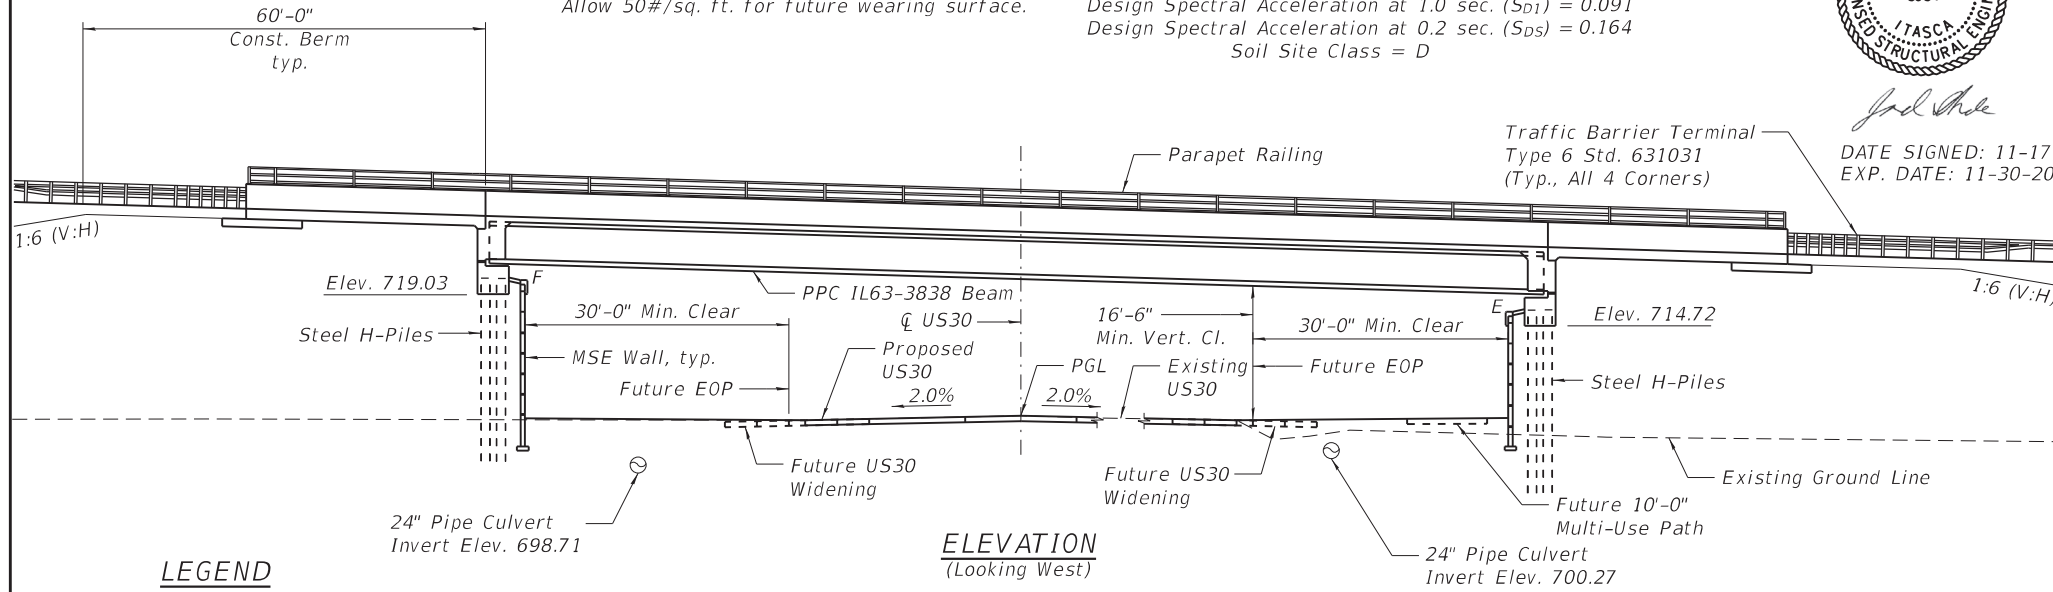 60'-0"
Const. Berm
typ.
Allow 50#/sq. ft. for future wearing surface.
Design Spectral Acceleration at 1.0 sec. (SD1) = 0.091
Design Spectral Acceleration at 0.2 sec. (SDS) = 0.164
Soil Site Class = D
ITASCA
STRUCTURAL
DATE SIGNED: 11-17
EXP. DATE: 11-30-20
Traffic Barrier Terminal
Type 6 Std. 631031
(Typ., All 4 Corners)
Parapet Railing
1:6 (V:H)
1:6 (V:H)
Elev. 719.03
F
PPC IL63-3838 Beam
E
Elev. 714.72
30'-0" Min. Clear
℄ US30
16'-6"
Min. Vert. Cl.
30'-0" Min. Clear
Steel H-Piles
MSE Wall, typ.
Proposed
US30
PGL
Existing
US30
Future EOP
Steel H-Piles
Future EOP
2.0%
2.0%
Future US30
Widening
Future US30
Widening
Existing Ground Line
Future 10'-0"
Multi-Use Path
24" Pipe Culvert
Invert Elev. 698.71
24" Pipe Culvert
Invert Elev. 700.27
ELEVATION
(Looking West)
LEGEND